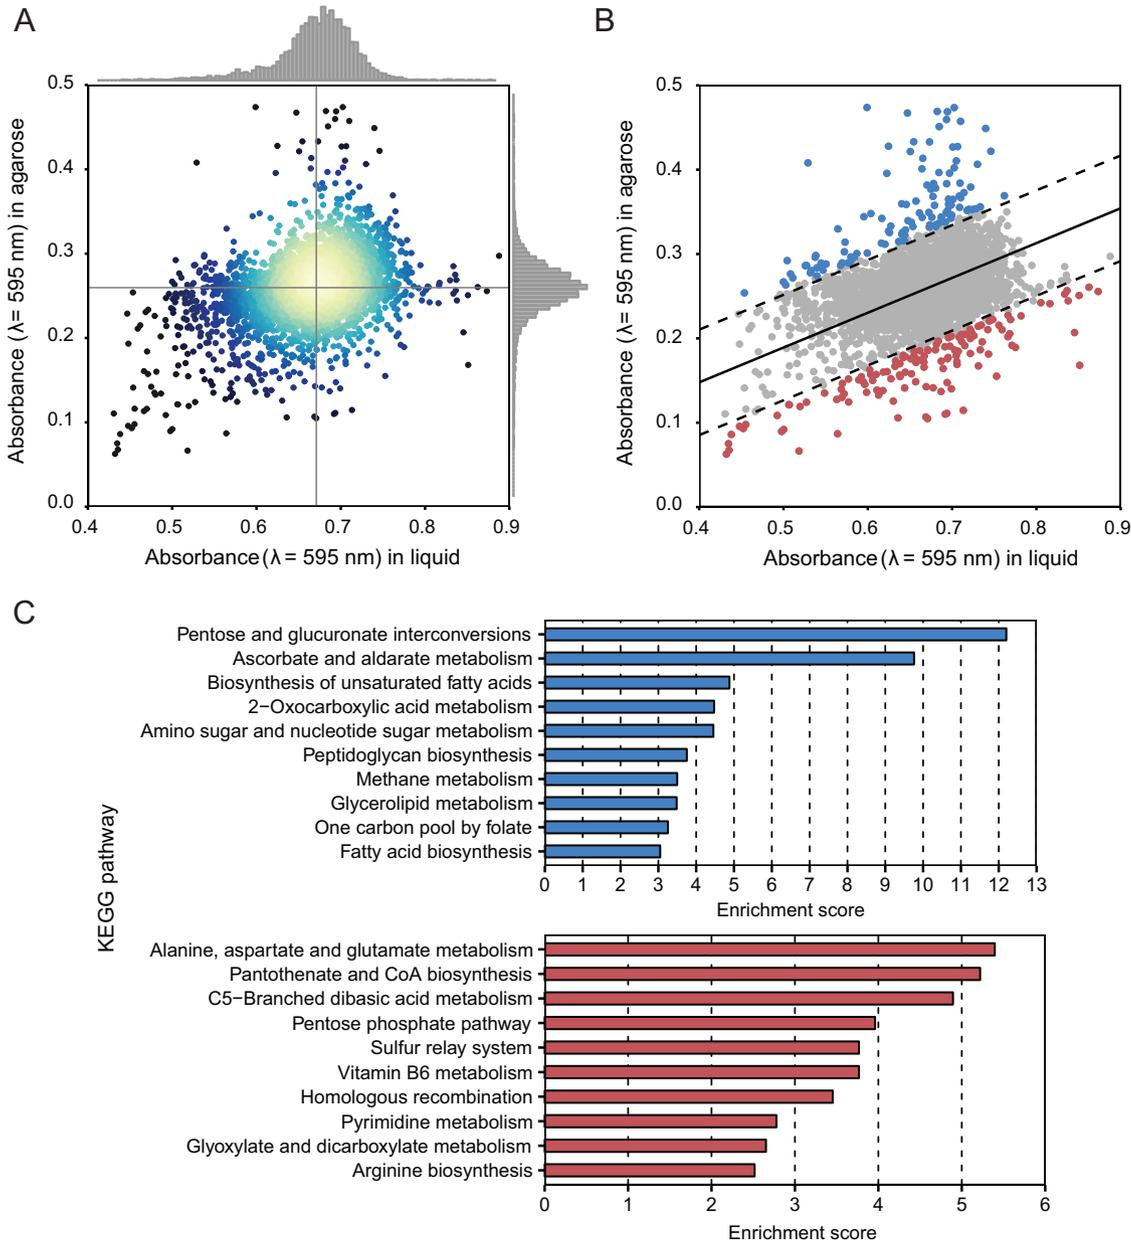 A
B
0.5
0.4
0.3
0.2
0.1
0.0
Absorbance (λ = 595 nm) in agarose
0.4 0.5 0.6 0.7 0.8 0.9
Absorbance (λ = 595 nm) in liquid
0.5
0.4
0.3
0.2
0.1
0.0
Absorbance (λ = 595 nm) in agarose
0.4 0.5 0.6 0.7 0.8 0.9
Absorbance (λ = 595 nm) in liquid
C
KEGG pathway
Pentose and glucuronate interconversions
Ascorbate and aldarate metabolism
Biosynthesis of unsaturated fatty acids
2−Oxocarboxylic acid metabolism
Amino sugar and nucleotide sugar metabolism
Peptidoglycan biosynthesis
Methane metabolism
Glycerolipid metabolism
One carbon pool by folate
Fatty acid biosynthesis
0 1 2 3 4 5 6 7 8 9 10 11 12 13
Enrichment score
Alanine, aspartate and glutamate metabolism
Pantothenate and CoA biosynthesis
C5−Branched dibasic acid metabolism
Pentose phosphate pathway
Sulfur relay system
Vitamin B6 metabolism
Homologous recombination
Pyrimidine metabolism
Glyoxylate and dicarboxylate metabolism
Arginine biosynthesis
0 1 2 3 4 5 6
Enrichment score